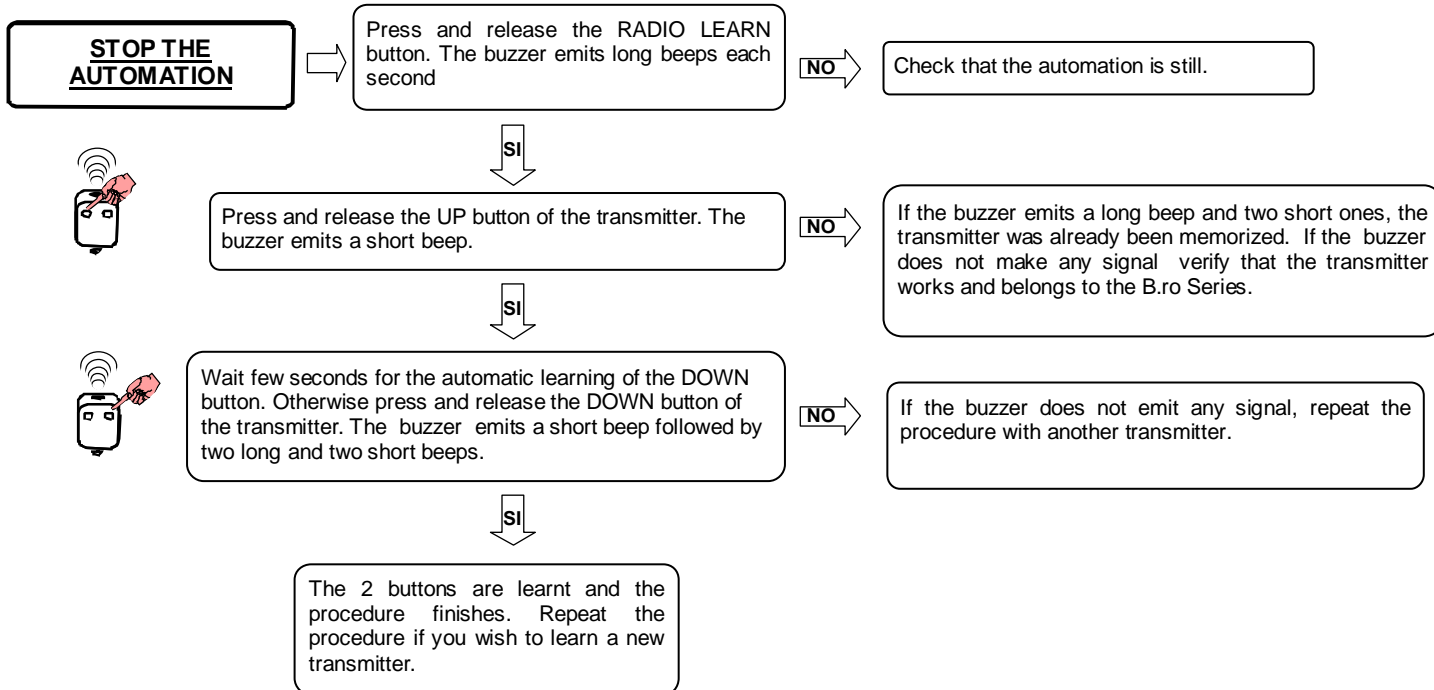 STOP THE
AUTOMATION
Press and release the RADIO LEARN
button. The buzzer emits long beeps each
second
NO
Check that the automation is still.
SI
Press and release the UP button of the transmitter. The
buzzer emits a short beep.
NO
If the buzzer emits a long beep and two short ones, the
transmitter was already been memorized. If the buzzer
does not make any signal verify that the transmitter
works and belongs to the B.ro Series.
SI
Wait few seconds for the automatic learning of the DOWN
button. Otherwise press and release the DOWN button of
the transmitter. The buzzer emits a short beep followed by
two long and two short beeps.
NO
If the buzzer does not emit any signal, repeat the
procedure with another transmitter.
SI
The 2 buttons are learnt and the
procedure finishes. Repeat the
procedure if you wish to learn a new
transmitter.